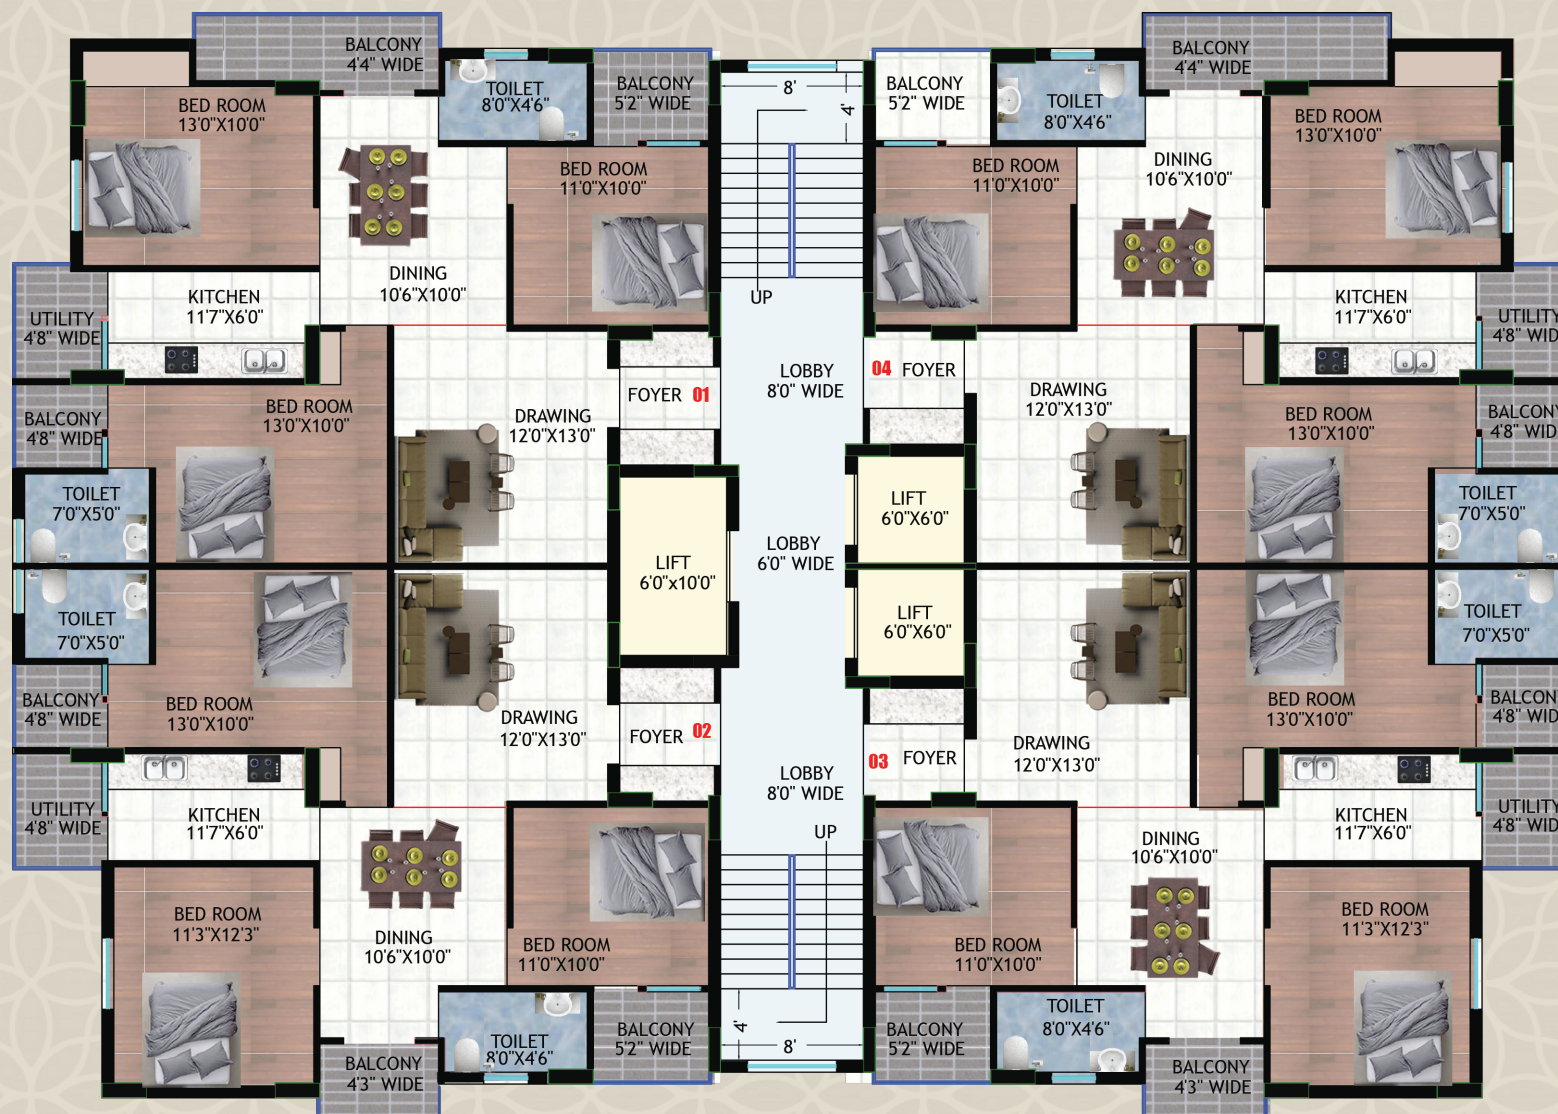 BALCONY
4'4" WIDE
BED ROOM
13'0"X10'0"
TOILET
8'0"X4'6"
BALCONY
5'2" WIDE
8'
4'
BALCONY
5'2" WIDE
TOILET
8'0"X4'6"
BALCONY
4'4" WIDE
BED ROOM
13'0"X10'0"
BED ROOM
11'0"X10'0"
BED ROOM
11'0"X10'0"
DINING
10'6"X10'0"
DINING
10'6"X10'0"
UP
KITCHEN
11'7"X6'0"
KITCHEN
11'7"X6'0"
UTILITY
4'8" WIDE
UTILITY
4'8" WIDE
FOYER 01
LOBBY
8'0" WIDE
04 FOYER
BALCONY
4'8" WIDE
BED ROOM
13'0"X10'0"
DRAWING
12'0"X13'0"
DRAWING
12'0"X13'0"
BED ROOM
13'0"X10'0"
BALCONY
4'8" WID
TOILET
7'0"X5'0"
LIFT
6'0"X6'0"
TOILET
7'0"X5'0"
LIFT
6'0"x10'0"
LOBBY
6'0" WIDE
TOILET
7'0"X5'0"
LIFT
6'0"X6'0"
TOILET
7'0"X5'0"
BALCONY
4'8" WIDE
BED ROOM
13'0"X10'0"
DRAWING
12'0"X13'0"
FOYER 02
03 FOYER
DRAWING
12'0"X13'0"
BED ROOM
13'0"X10'0"
BALCON
4'8" WID
LOBBY
8'0" WIDE
UTILITY
4'8" WIDE
KITCHEN
11'7"X6'0"
UP
DINING
10'6"X10'0"
KITCHEN
11'7"X6'0"
UTILITY
4'8" WIDE
BED ROOM
11'3"X12'3"
DINING
10'6"X10'0"
BED ROOM
11'0"X10'0"
BED ROOM
11'0"X10'0"
BED ROOM
11'3"X12'3"
BALCONY
4'3" WIDE
TOILET
8'0"X4'6"
BALCONY
5'2" WIDE
4'
8'
BALCONY
5'2" WIDE
TOILET
8'0"X4'6"
BALCONY
4'3" WIDE